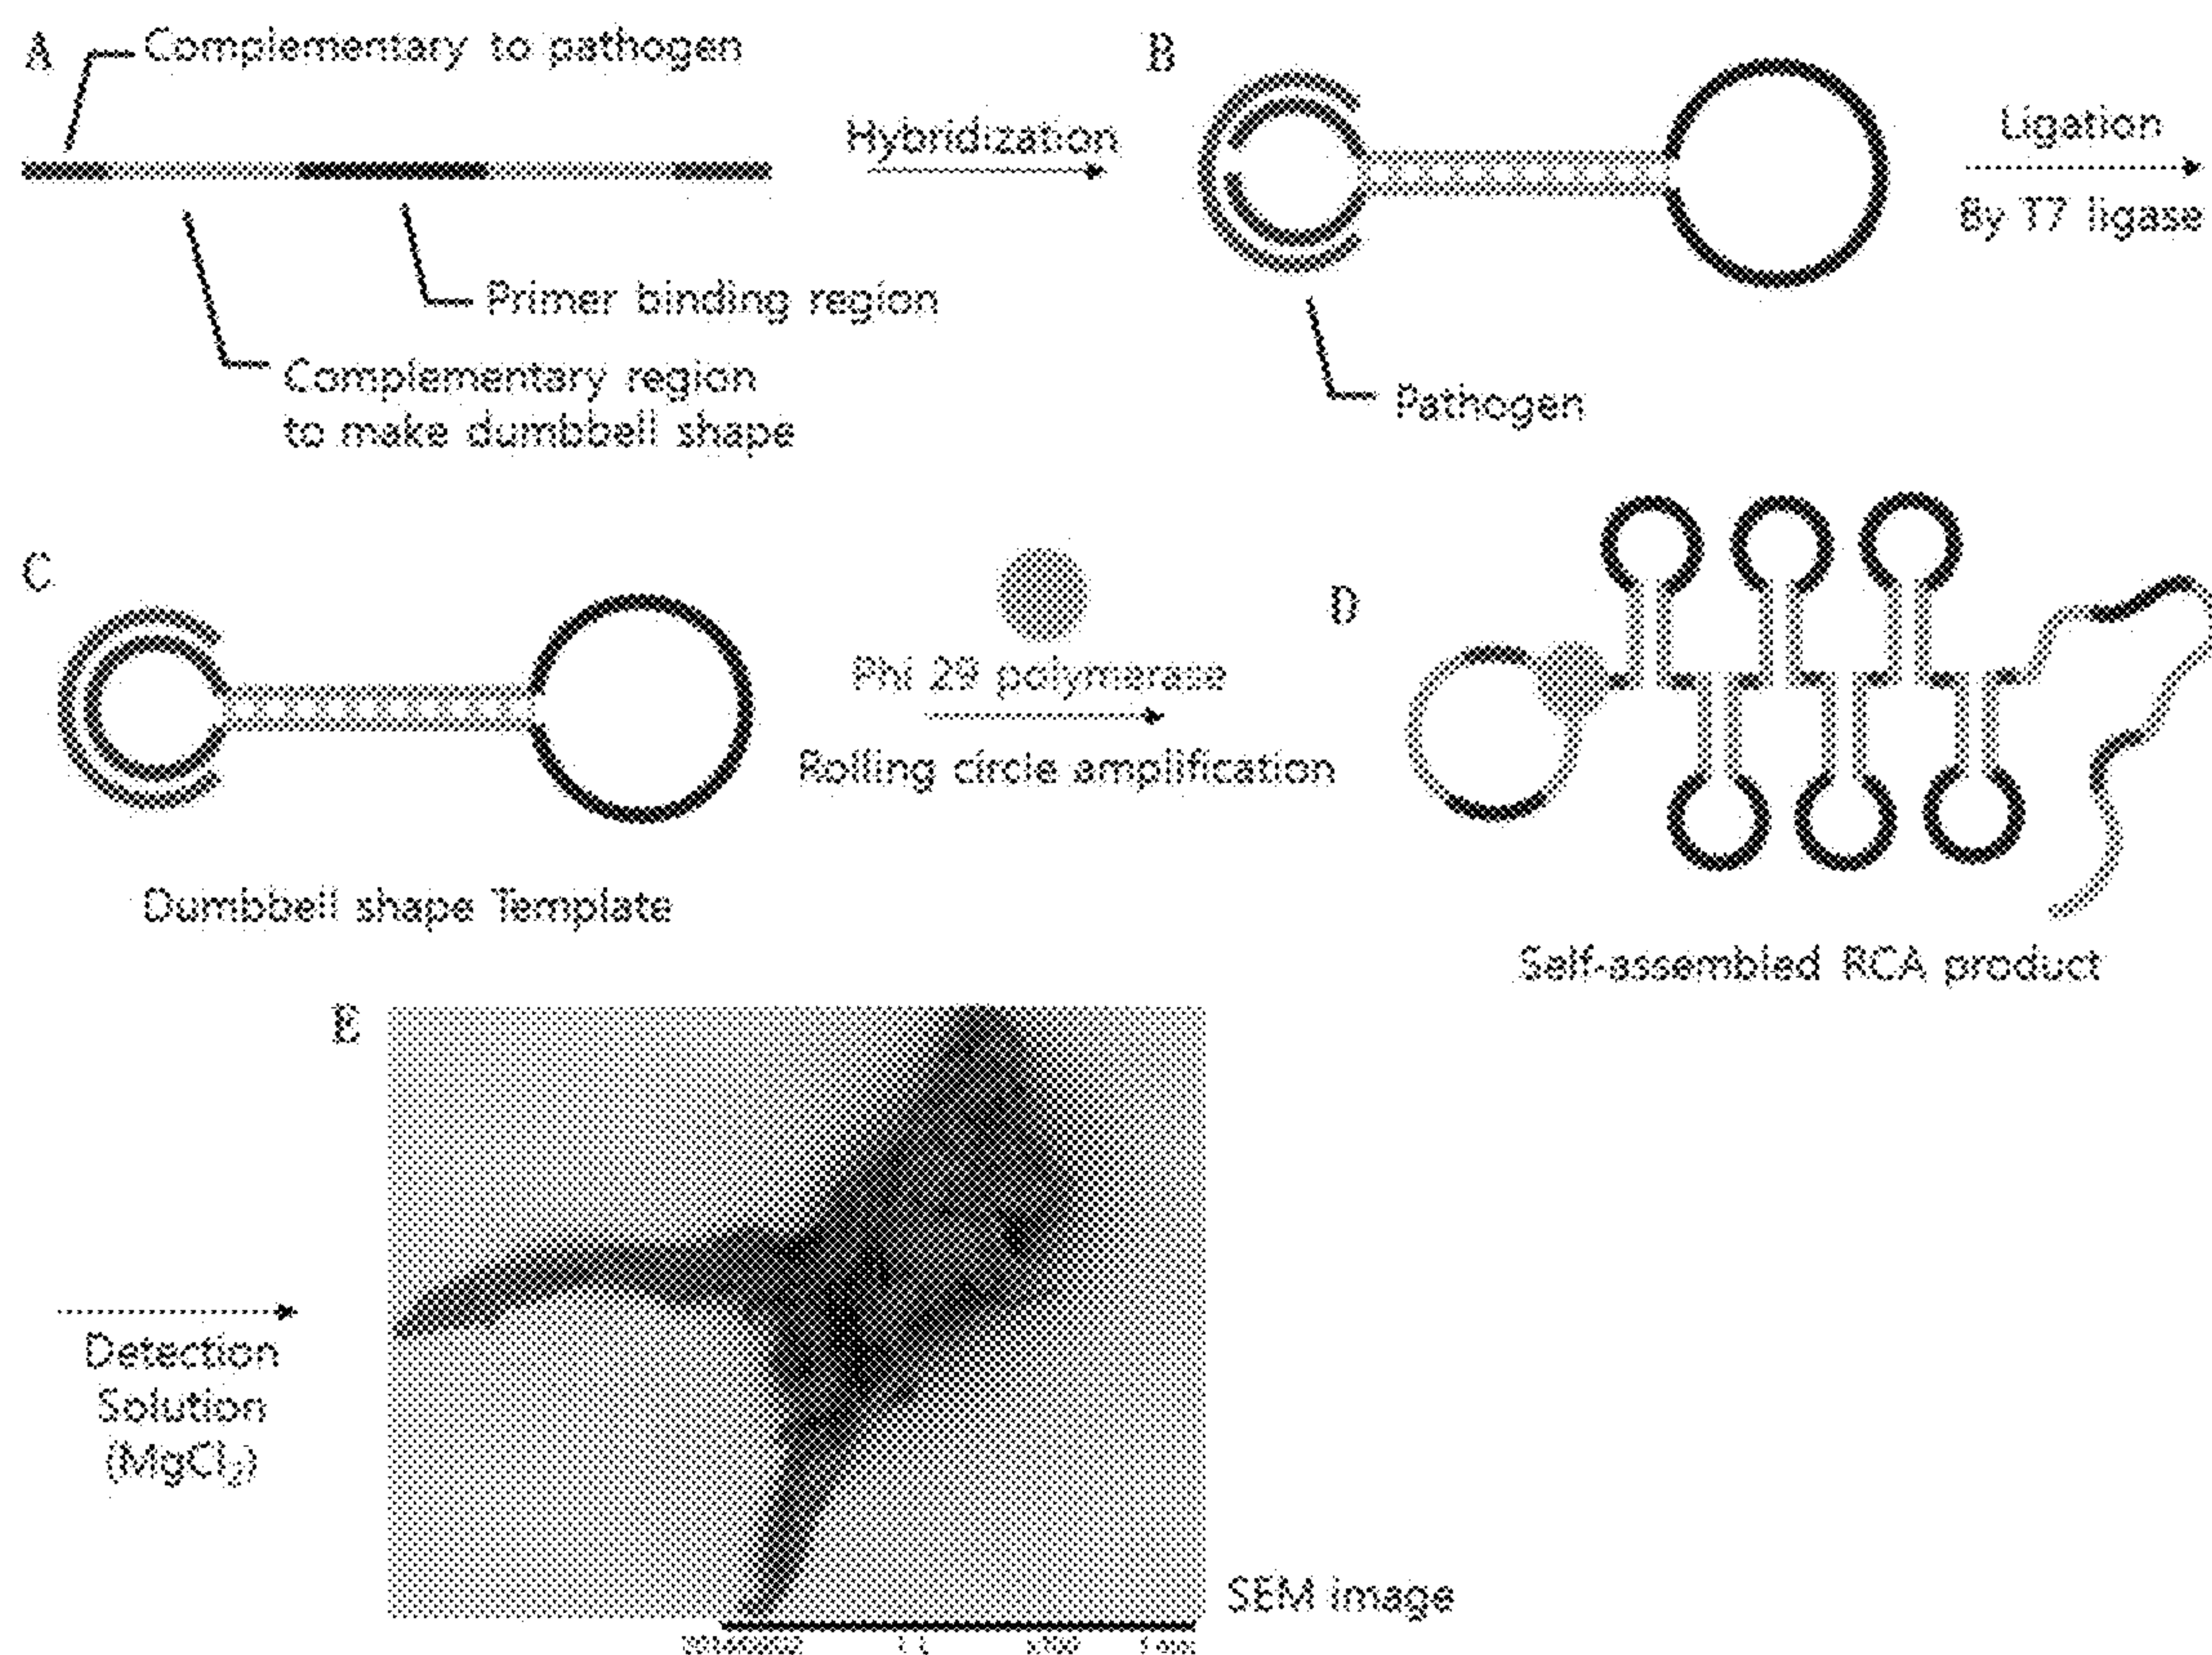 A
Complementary to pathogen
Hybridization
Primer binding region
Complementary region
to make dumbbell shape
B
Ligation
By T7 ligase
Pathogen
C
Phi 29 polymerase
Rolling circle amplification
Dumbbell shape Template
D
Self-assembled RCA product
Detection
Solution
(MgCl₂)
E
SEM image